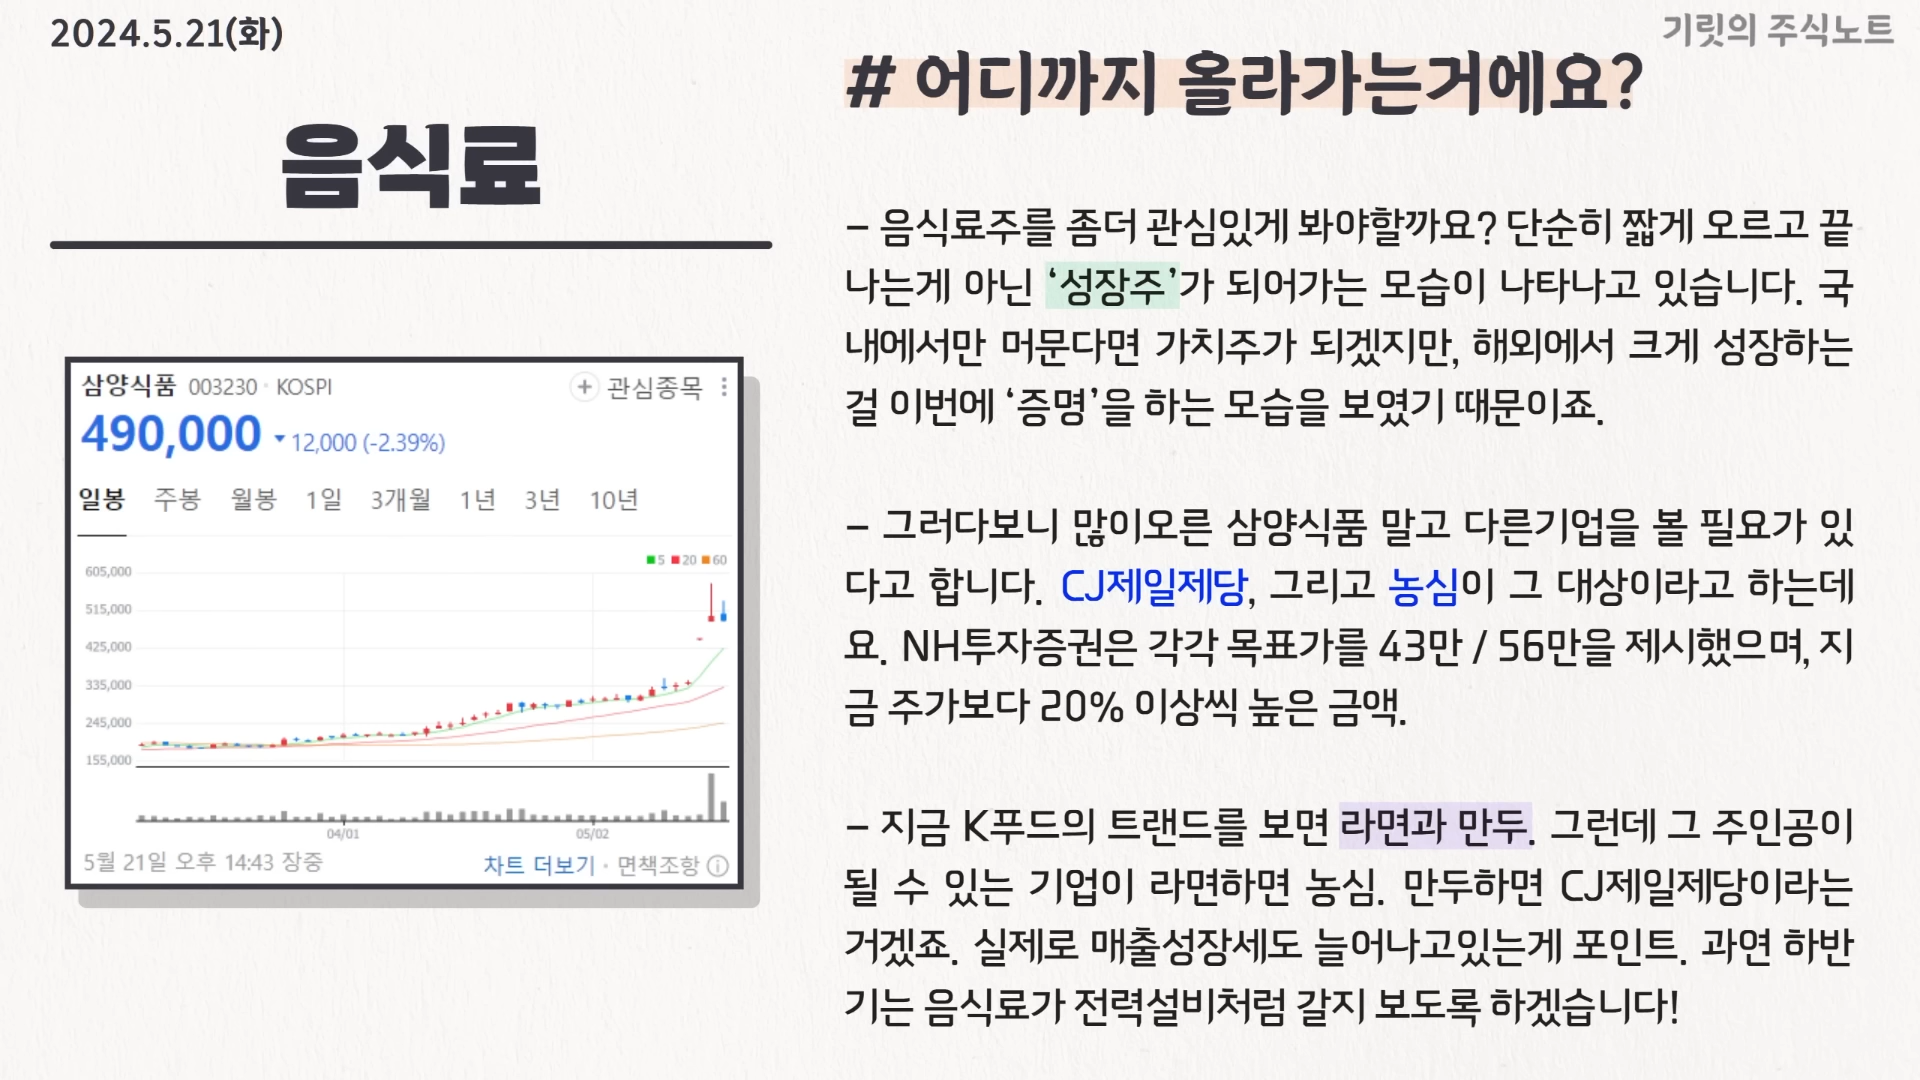 2024.5.21(화)
기릿의 주식노트
음식료
삼양식품 003230 · KOSPI
+ 관심종목
490,000 ▼ 12,000 (-2.39%)
일봉 주봉 월봉 1일 3개월 1년 3년 10년
5 20 60
605,000
515,000
425,000
335,000
245,000
155,000
04/01 05/02
5월 21일 오후 14:43 장중
차트 더보기 · 면책조항
# 어디까지 올라가는거에요?
– 음식료주를 좀더 관심있게 봐야할까요? 단순히 짧게 오르고 끝
나는게 아닌 ‘성장주’가 되어가는 모습이 나타나고 있습니다. 국
내에서만 머문다면 가치주가 되겠지만, 해외에서 크게 성장하는
걸 이번에 ‘증명’을 하는 모습을 보였기 때문이죠.
– 그러다보니 많이오른 삼양식품 말고 다른기업을 볼 필요가 있
다고 합니다. CJ제일제당, 그리고 농심이 그 대상이라고 하는데
요. NH투자증권은 각각 목표가를 43만 / 56만을 제시했으며, 지
금 주가보다 20% 이상씩 높은 금액.
– 지금 K푸드의 트랜드를 보면 라면과 만두. 그런데 그 주인공이
될 수 있는 기업이 라면하면 농심. 만두하면 CJ제일제당이라는
거겠죠. 실제로 매출성장세도 늘어나고있는게 포인트. 과연 하반
기는 음식료가 전력설비처럼 갈지 보도록 하겠습니다!